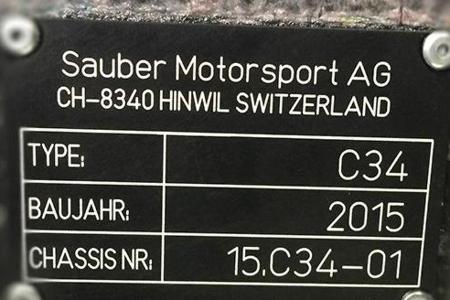 Sauber Motorsport AG
CH-8340 HINWIL SWITZERLAND
TYPE: C34
BAUJAHR: 2015
CHASSIS NR: 15.C34-01